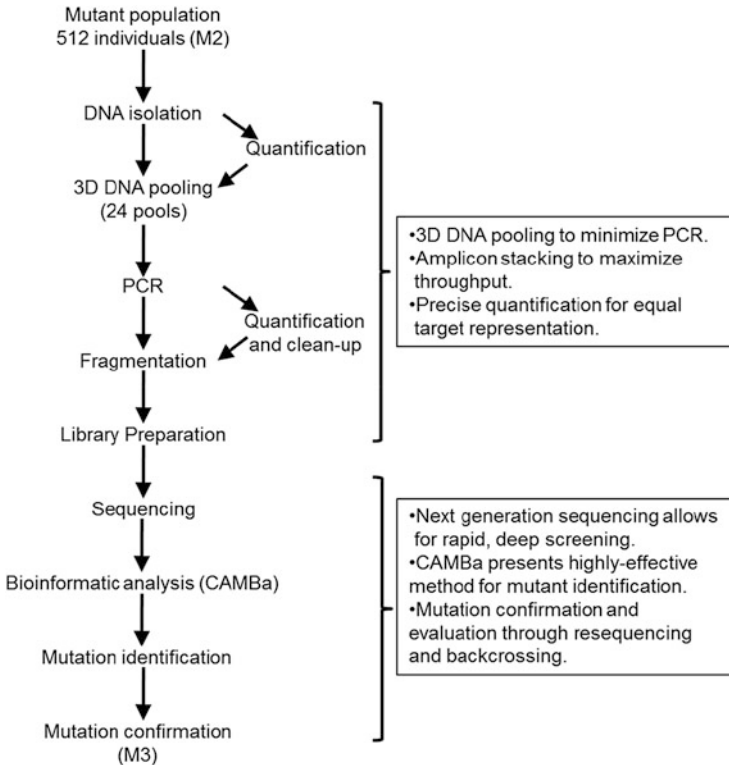 Mutant population
512 individuals (M2)
DNA isolation
Quantification
3D DNA pooling
(24 pools)
PCR
Quantification
and clean-up
Fragmentation
Library Preparation
•3D DNA pooling to minimize PCR.
•Amplicon stacking to maximize
throughput.
•Precise quantification for equal
target representation.
Sequencing
Bioinformatic analysis (CAMBa)
Mutation identification
Mutation confirmation
(M3)
•Next generation sequencing allows
for rapid, deep screening.
•CAMBa presents highly-effective
method for mutant identification.
•Mutation confirmation and
evaluation through resequencing
and backcrossing.